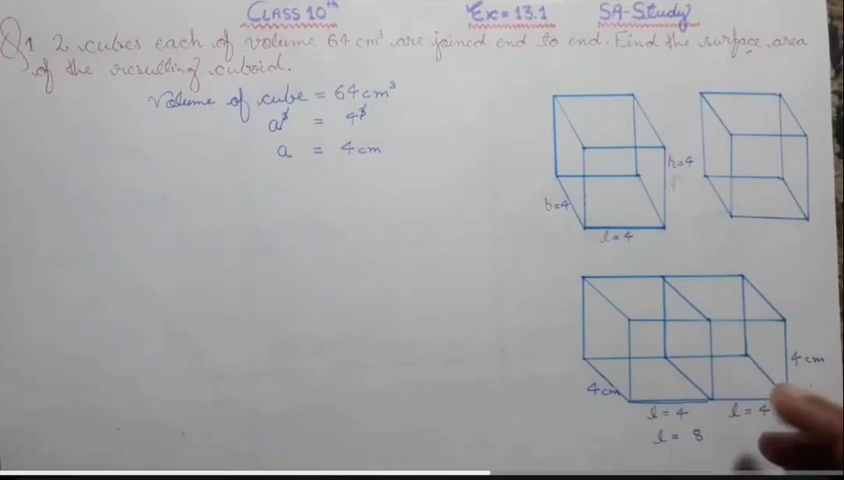 CLASS 10th Ex=13.1 SA-Study
Q1 2 cubes each of volume 64 cm³ are joined end to end. Find the surface area
of the resulting cuboid.
Volume of cube = 64 cm³
a³ = 4³
a = 4 cm
h=4
b=4
l=4
4 cm
4cm
l=4 l=4
l= 8